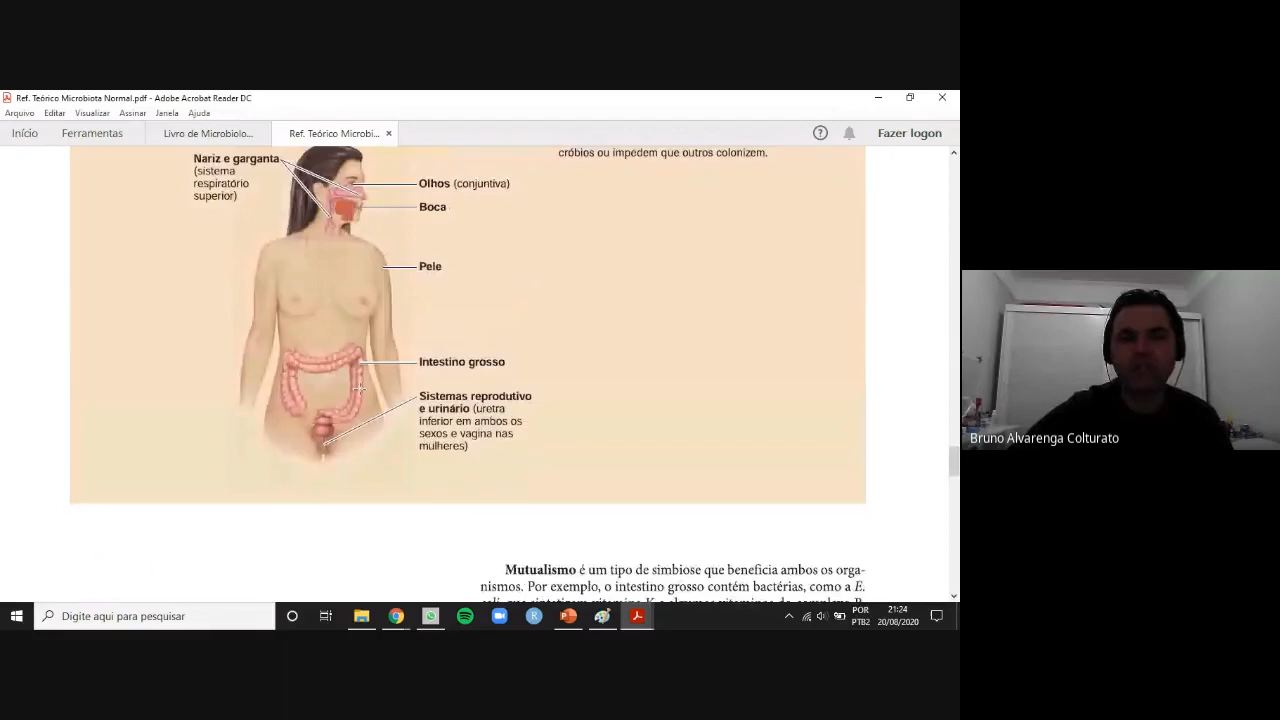 Ref. Teórico Microbiota Normal.pdf - Adobe Acrobat Reader DC
Arquivo Editar Visualizar Assinar Janela Ajuda
Início Ferramentas Livro de Microbiolo... Ref. Teórico Microbi... × Fazer logon
Nariz e garganta
(sistema
respiratório
superior)
cróbios ou impedem que outros colonizem.
Olhos (conjuntiva)
Boca
Pele
Intestino grosso
Sistemas reprodutivo
e urinário (uretra
inferior em ambos os
sexos e vagina nas
mulheres)
Mutualismo é um tipo de simbiose que beneficia ambos os orga-
nismos. Por exemplo, o intestino grosso contém bactérias, como a E.
Bruno Alvarenga Colturato
Digite aqui para pesquisar
POR
PTB2
21:24
20/08/2020